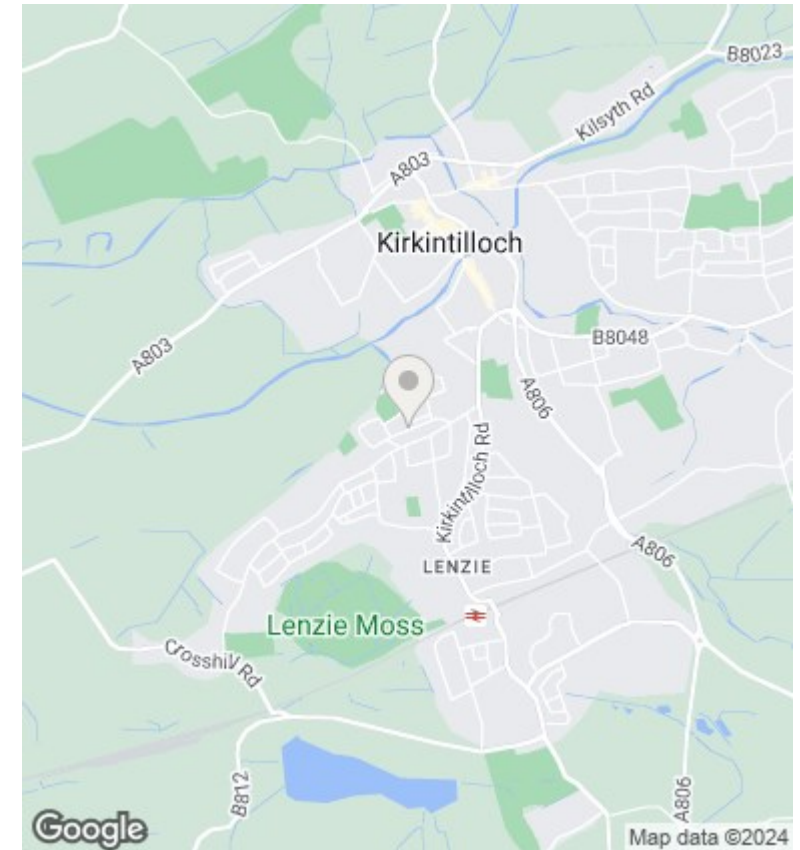 B8023
Kilsyth Rd
A803
Kirkintilloch
B8048
A803
A806
Kirkintilloch Rd
A806
LENZIE
Lenzie Moss
Crosshill Rd
B812
A806
Google
Map data ©2024